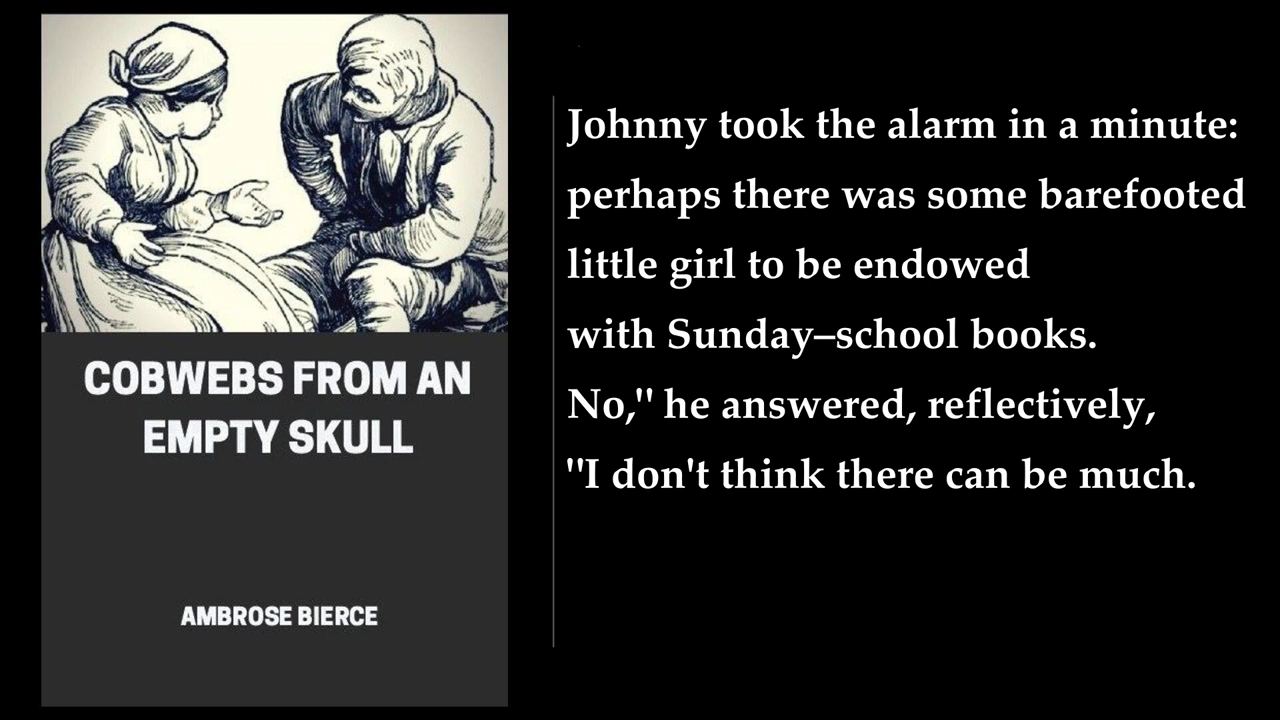 COBWEBS FROM AN
EMPTY SKULL
AMBROSE BIERCE
Johnny took the alarm in a minute:
perhaps there was some barefooted
little girl to be endowed
with Sunday–school books.
No," he answered, reflectively,
"I don't think there can be much.